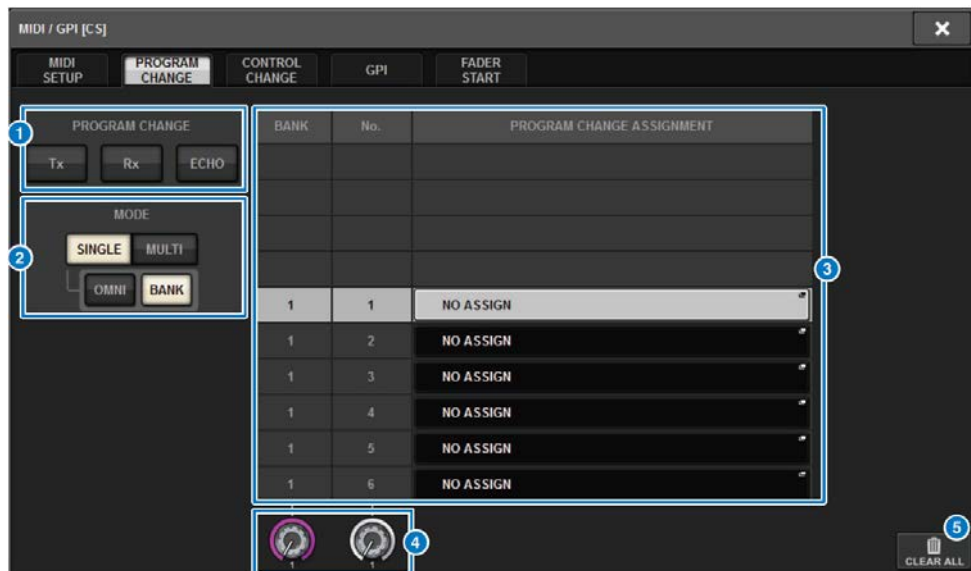 MIDI / GPI [CS]
MIDI SETUP
PROGRAM CHANGE
CONTROL CHANGE
GPI
FADER START
1
PROGRAM CHANGE
Tx Rx ECHO
2
MODE
SINGLE MULTI
OMNI BANK
3
BANK No. PROGRAM CHANGE ASSIGNMENT
1 1 NO ASSIGN
1 2 NO ASSIGN
1 3 NO ASSIGN
1 4 NO ASSIGN
1 5 NO ASSIGN
1 6 NO ASSIGN
4
1 1
5
CLEAR ALL